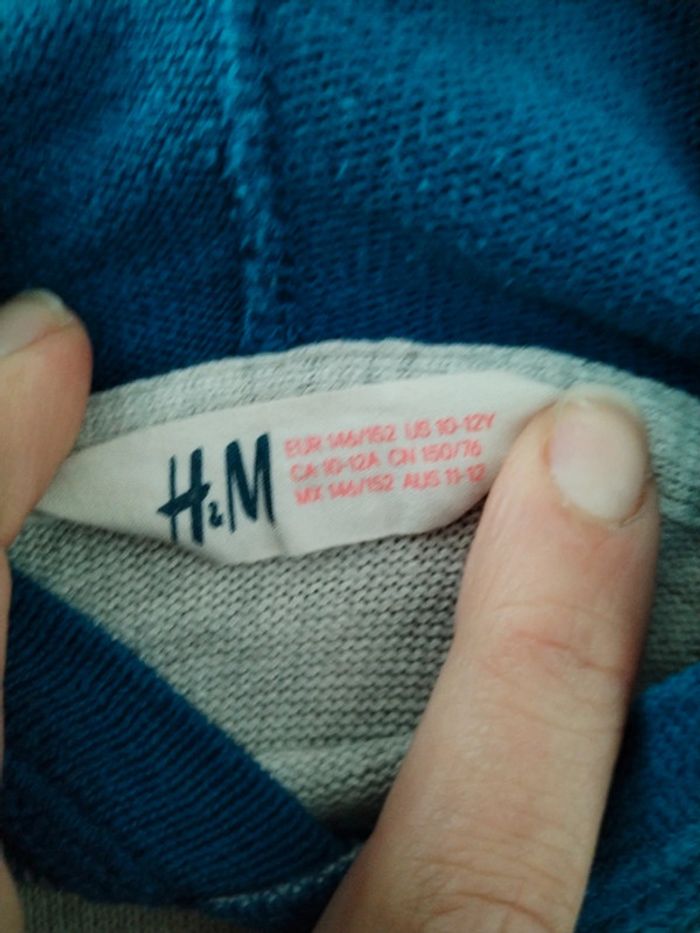 H&M
EUR 146/152 US 10-12Y
CA 10-12A CN 150/76
MX 146/152 AUS 11-12